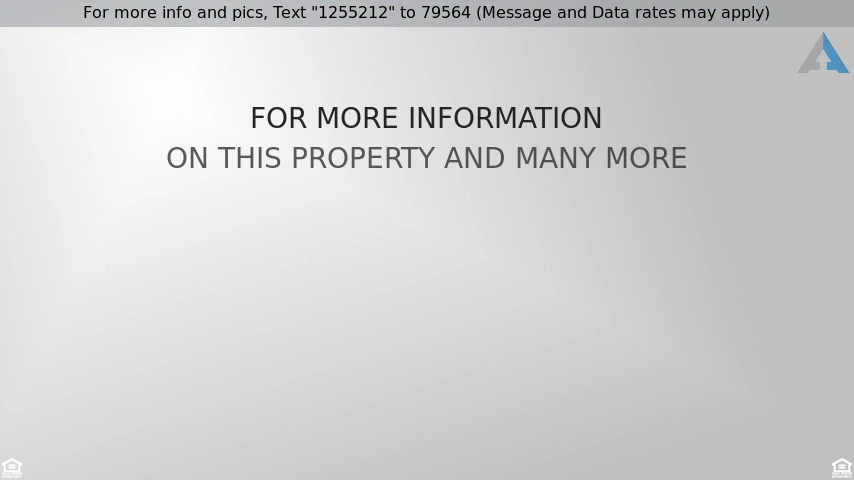 For more info and pics, Text "1255212" to 79564 (Message and Data rates may apply)
FOR MORE INFORMATION
ON THIS PROPERTY AND MANY MORE